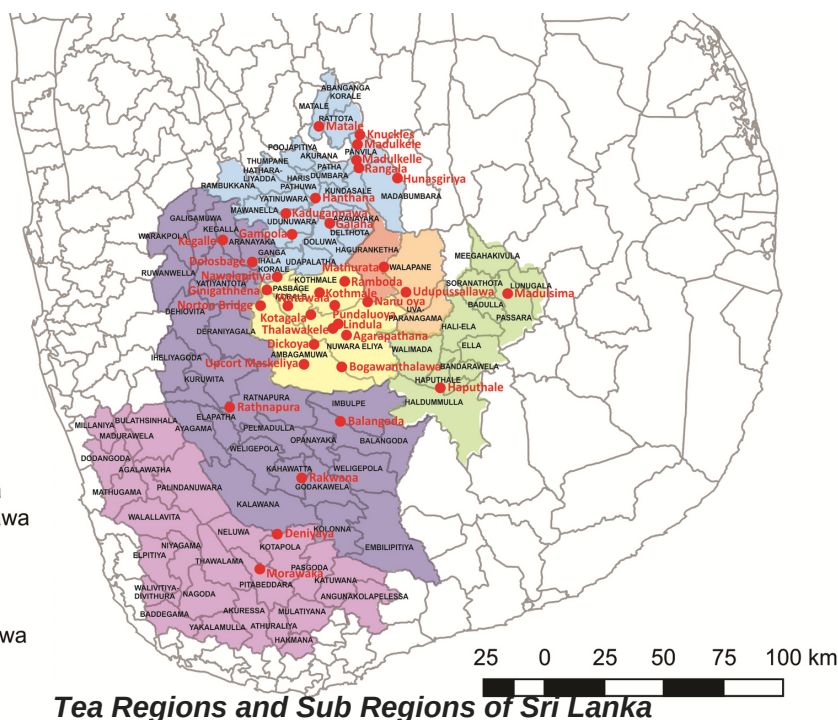 ABANGANGA
KORALE
MATALE
RATTOTA
Matale
Knuckles
Madulkele
POOJAPITIYA
AKURANA
PANVILA
Madulkelle
THUMPANE
HATHARA-
LIYADDA
PATHA
DUMBARA
Rangala
HARIS
PATHUWA
Hunasgiriya
RAMBUKKANA
KUNDASALE
MADABUMBARA
YATINUWARA
Hanthana
MAWANELLA
Kadugannawa
GALIGAMUWA
UDUNUWARA
ARANAYAKA
Galaha
KEGALLA
Gampola
DELTHOTA
WARAKPOLA
Kegalle
ARANAYAKA
DOLUWA
HAGURANKETHA
GANGA
IHALA
KORALE
MEEGAHAKIVULA
Dolosbage
UDAPALATHA
Mathurata
WALAPANE
RUWANWELLA
Nawalapitiya
YATIYANTOTA
KOTHMALE
Ramboda
SORANATHOTA
LUNUGALA
Ginigaththena
PASBAGE
Kothmale
Udupussallawa
Madulsima
Norton Bridge
Nanu oya
BADULLA
DEHIOVITA
UVA
PARANAGAMA
PASSARA
Kotagala
Pundaluoya
Lindula
HALI-ELA
DERANIYAGALA
Thalawakele
Agarapathana
Dickoya
NUWARA ELIYA
WALIMADA
ELLA
IHELIYAGODA
AMBAGAMUWA
Upcort Maskeliya
Bogawanthalawa
BANDARAWELA
KURUWITA
HAPUTHALE
Haputhale
RATNAPURA
IMBULPE
HALDUMMULLA
Rathnapura
MILLANIYA
BULATHSINHALA
ELAPATHA
Balangoda
MADURAWELA
AYAGAMA
PELMADULLA
OPANAYAKA
BALANGODA
WELIGEPOLA
DODANGODA
AGALAWATHA
KAHAWATTA
WELIGEPOLA
Rakwana
MATHUGAMA
PALINDANUWARA
GODAKAWELA
KALAWANA
awa
WALALLAVITA
NELUWA
Deniyaya
KOLONNA
NIYAGAMA
KOTAPOLA
EMBILIPITIYA
ELPITIYA
THAWALAMA
Morawaka
PASGODA
PITABEDDARA
KATUWANA
WALIVITIYA-
DIVITHURA
NAGODA
ANGUNAKOLAPELESSA
BADDEGAMA
AKURESSA
MULATIYANA
YAKALAMULLA
ATHURALIYA
wa
HAKMANA
25 0 25 50 75 100 km
Tea Regions and Sub Regions of Sri Lanka